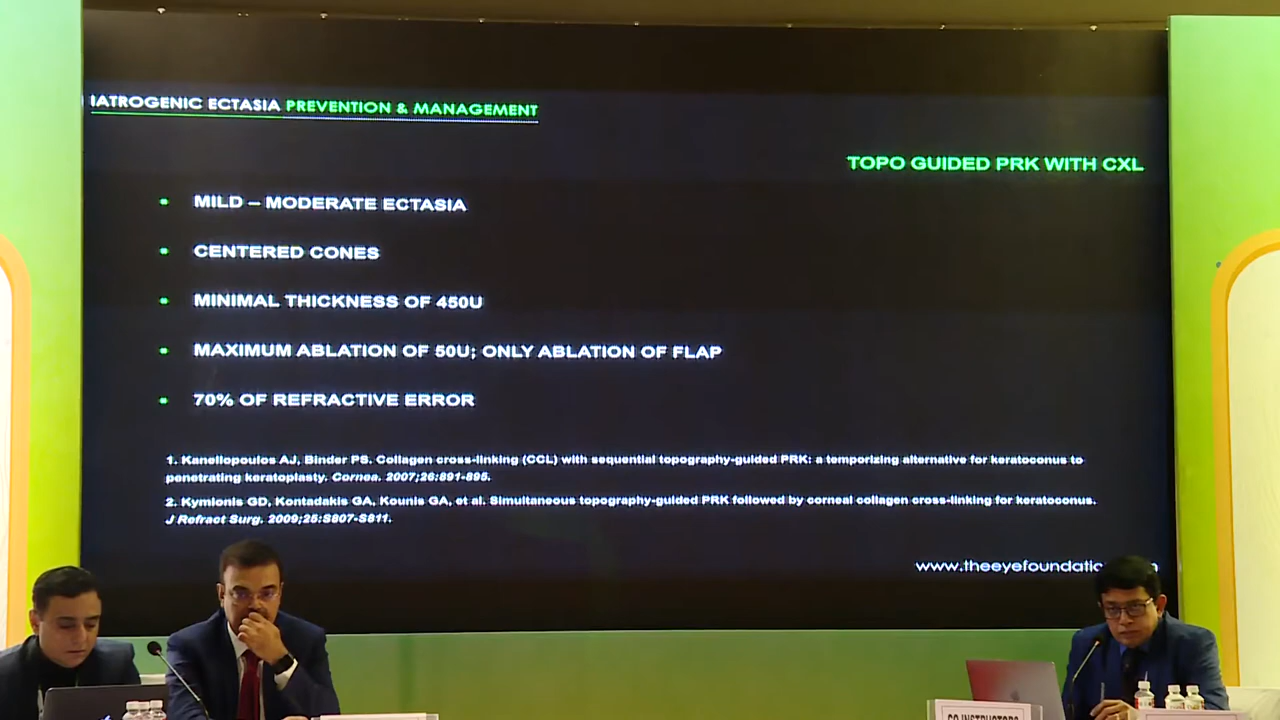 IATROGENIC ECTASIA PREVENTION & MANAGEMENT
TOPO GUIDED PRK WITH CXL
• MILD – MODERATE ECTASIA
• CENTERED CONES
• MINIMAL THICKNESS OF 450U
• MAXIMUM ABLATION OF 50U; ONLY ABLATION OF FLAP
• 70% OF REFRACTIVE ERROR
1. Kanellopoulos AJ, Binder PS. Collagen cross-linking (CCL) with sequential topography-guided PRK: a temporizing alternative for keratoconus to
penetrating keratoplasty. Cornea. 2007;26:891-895.
2. Kymionis GD, Kontadakis GA, Kounis GA, et al. Simultaneous topography-guided PRK followed by corneal collagen cross-linking for keratoconus.
J Refract Surg. 2009;25:S807-S811.
www.theeyefoundatio
CO INSTRUCTORS